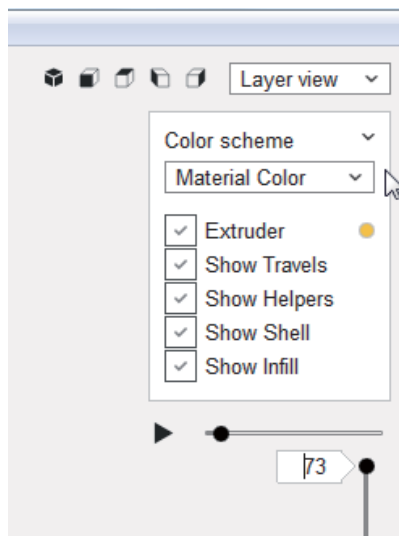 Layer view
Color scheme
Material Color
Extruder
Show Travels
Show Helpers
Show Shell
Show Infill
73